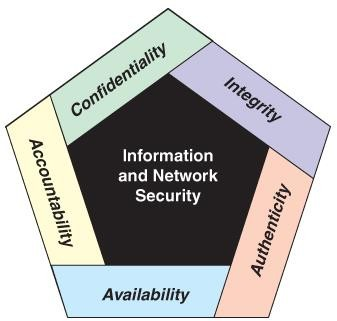 Confidentiality
Integrity
Accountability
Information
and Network
Security
Authenticity
Availability